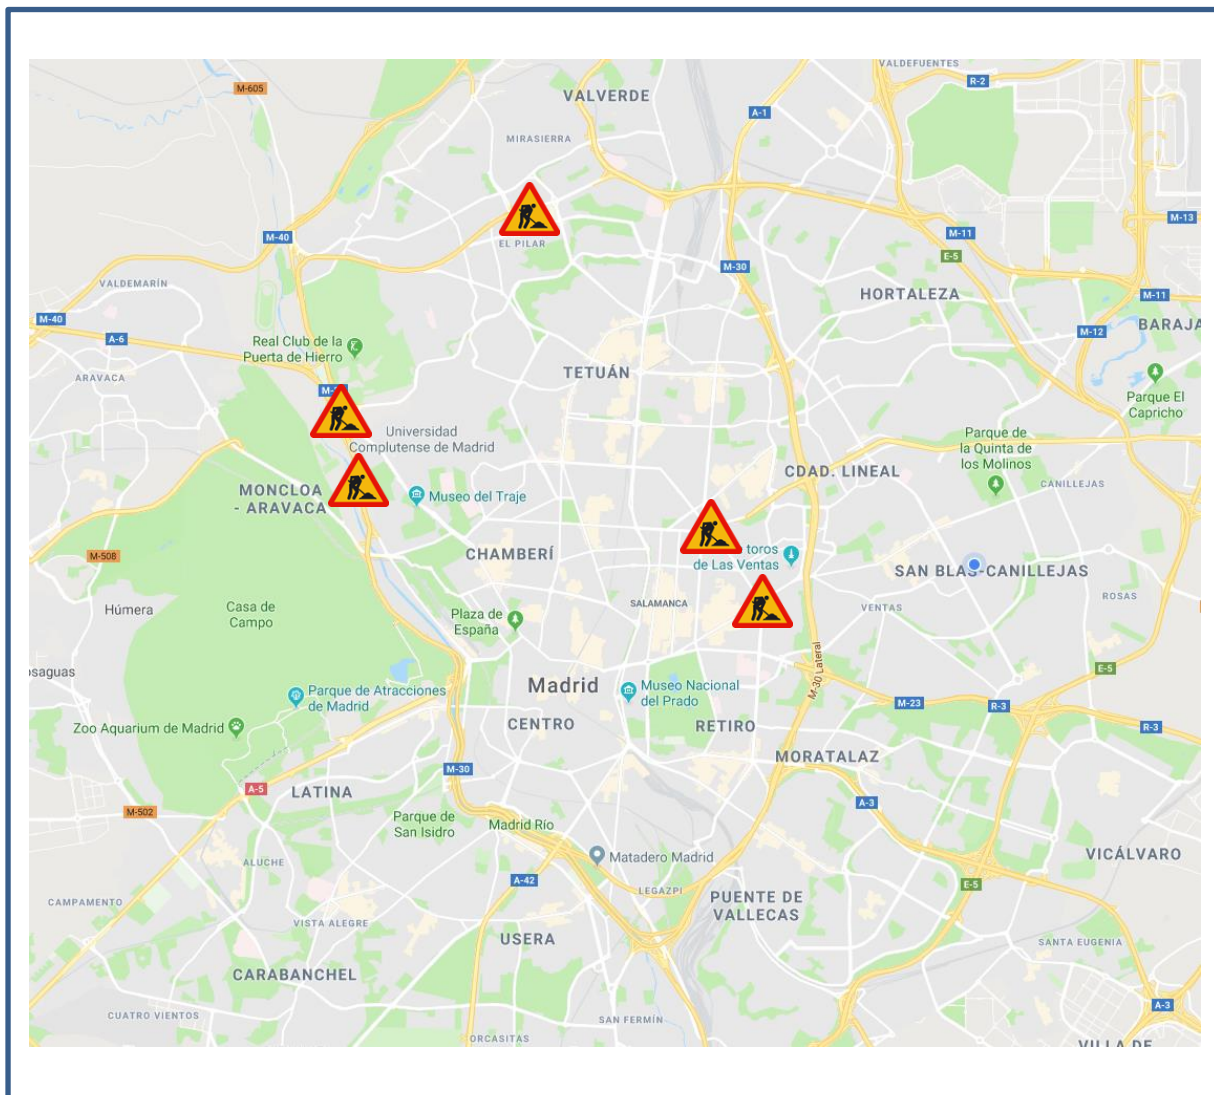 VALDEFUENTES
M-605
R-2
VALVERDE
A-1
MIRASIERRA
M-13
M-40
EL PILAR
M-11
E-5
M-30
VALDEMARÍN
HORTALEZA
M-11
M-40
M-12
BARAJA
A-6
Real Club de la
Puerta de Hierro
TETUÁN
ARAVACA
Parque El
Capricho
Universidad
Complutense de Madrid
Parque de
la Quinta de
los Molinos
CDAD. LINEAL
CANILLEJAS
MONCLOA
- ARAVACA
Museo del Traje
CHAMBERÍ
toros
de Las Ventas
M-508
SAN BLAS-CANILLEJAS
Húmera
Casa de
Campo
SALAMANCA
VENTAS
ROSAS
Plaza de
España
osaguas
M-30 Lateral
E-5
Madrid
Museo Nacional
del Prado
Parque de Atracciones
de Madrid
M-23
R-3
R-3
Zoo Aquarium de Madrid
CENTRO
RETIRO
MORATALAZ
M-30
A-5
LATINA
M-502
A-3
Parque de
San Isidro
Madrid Río
ALUCHE
Matadero Madrid
VICÁLVARO
A-42
LEGAZPI
E-5
CAMPAMENTO
PUENTE DE
VALLECAS
VISTA ALEGRE
USERA
SANTA EUGENIA
CARABANCHEL
A-3
CUATRO VIENTOS
SAN FERMÍN
ORCASITAS
VILLA DE